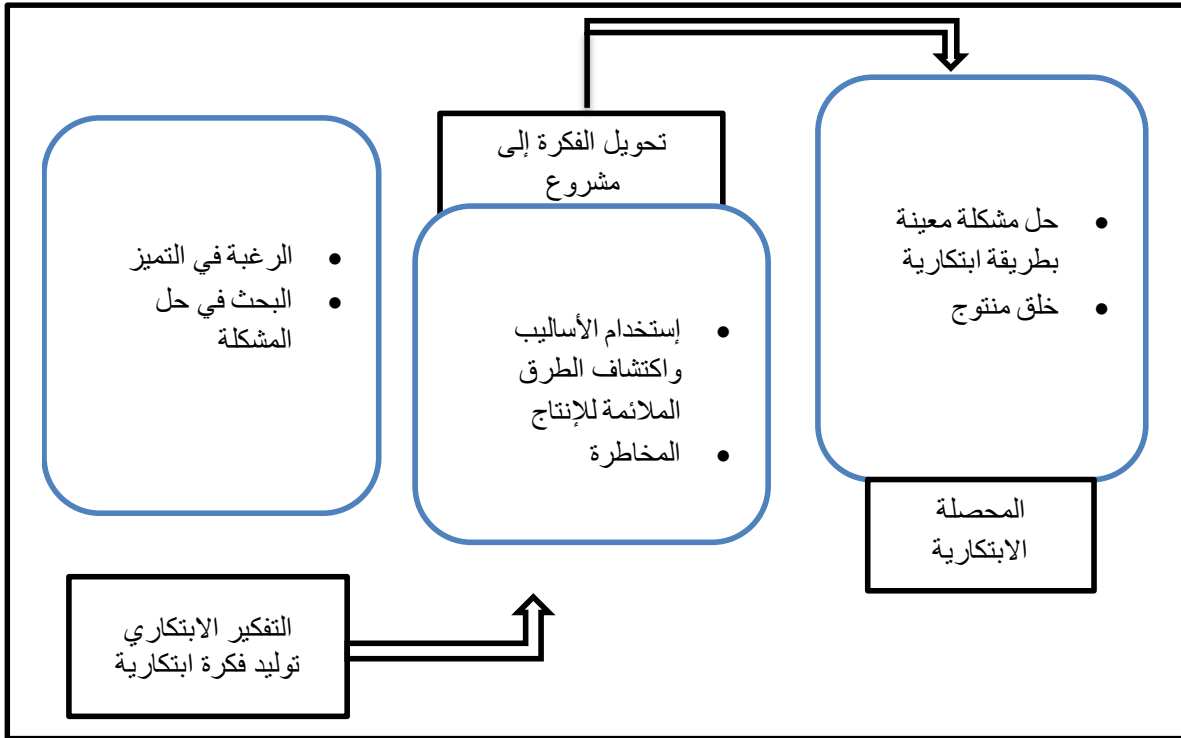 التفكير الابتكاري
توليد فكرة ابتكارية
• الرغبة في التميز
• البحث في حل
المشكلة
تحويل الفكرة إلى
مشروع
• إستخدام الأساليب
واكتشاف الطرق
الملائمة للإنتاج
• المخاطرة
• حل مشكلة معينة
بطريقة ابتكارية
• خلق منتوج
المحصلة
الابتكارية